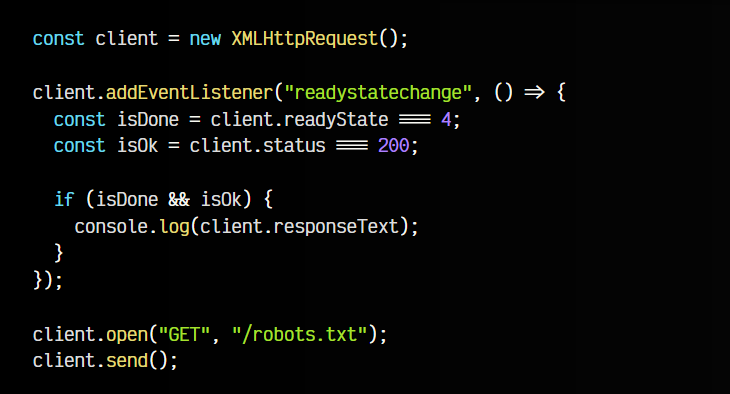 const client = new XMLHttpRequest();

client.addEventListener("readystatechange", () => {
  const isDone = client.readyState === 4;
  const isOk = client.status === 200;

  if (isDone && isOk) {
    console.log(client.responseText);
  }
});

client.open("GET", "/robots.txt");
client.send();